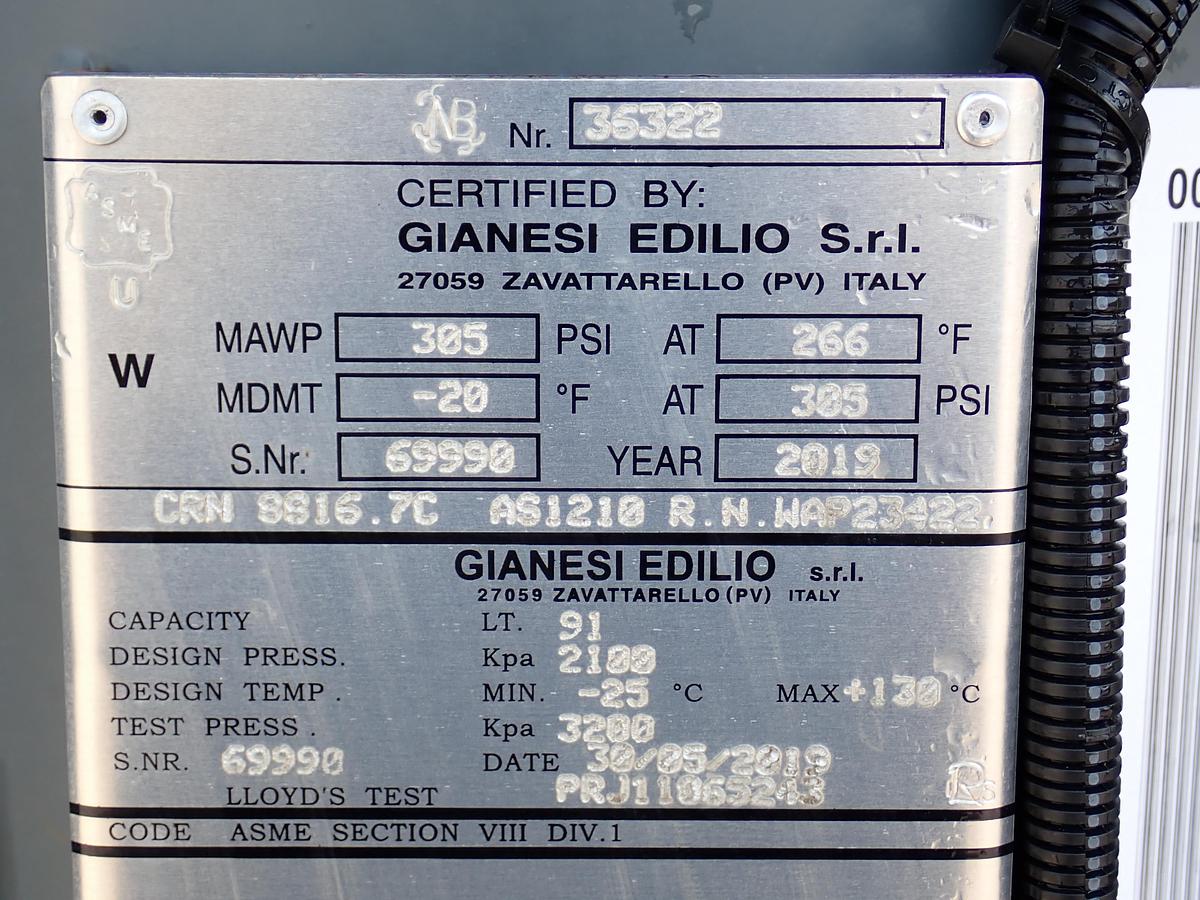 NB Nr. 36322
ASME
U
CERTIFIED BY:
GIANESI EDILIO S.r.l.
27059 ZAVATTARELLO (PV) ITALY
W
MAWP 305 PSI AT 266 °F
MDMT -20 °F AT 305 PSI
S.Nr. 69990 YEAR 2019
CRN 8816.7C AS1210 R.N.WAP23422
GIANESI EDILIO s.r.l.
27059 ZAVATTARELLO (PV) ITALY
CAPACITY LT. 91
DESIGN PRESS. Kpa 2100
DESIGN TEMP. MIN. -25 °C MAX +130 °C
TEST PRESS. Kpa 3200
S.NR. 69990 DATE 30/05/2019
LLOYD'S TEST PRJ11065243
CODE ASME SECTION VIII DIV.1